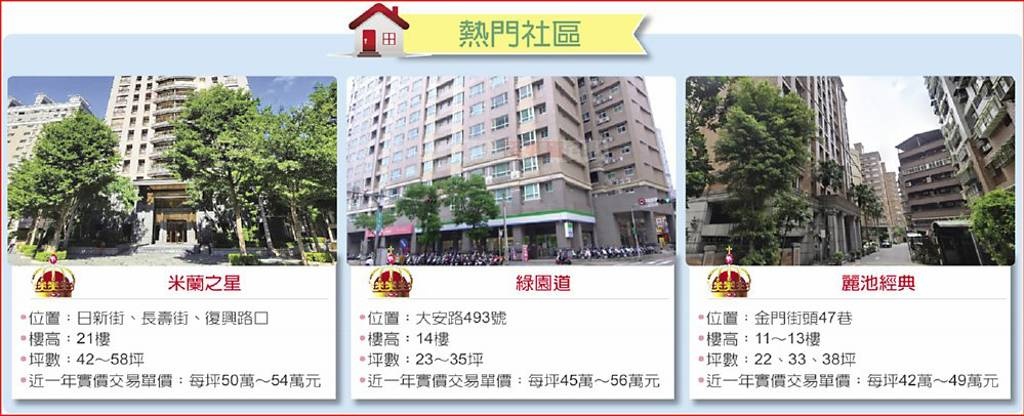 熱門社區
米蘭之星
•位置：日新街、長壽街、復興路口
•樓高：21樓
•坪數：42～58坪
•近一年實價交易單價：每坪50萬～54萬元
綠園道
•位置：大安路493號
•樓高：14樓
•坪數：23～35坪
•近一年實價交易單價：每坪45萬～56萬元
麗池經典
•位置：金門街頭47巷
•樓高：11～13樓
•坪數：22、33、38坪
•近一年實價交易單價：每坪42萬～49萬元